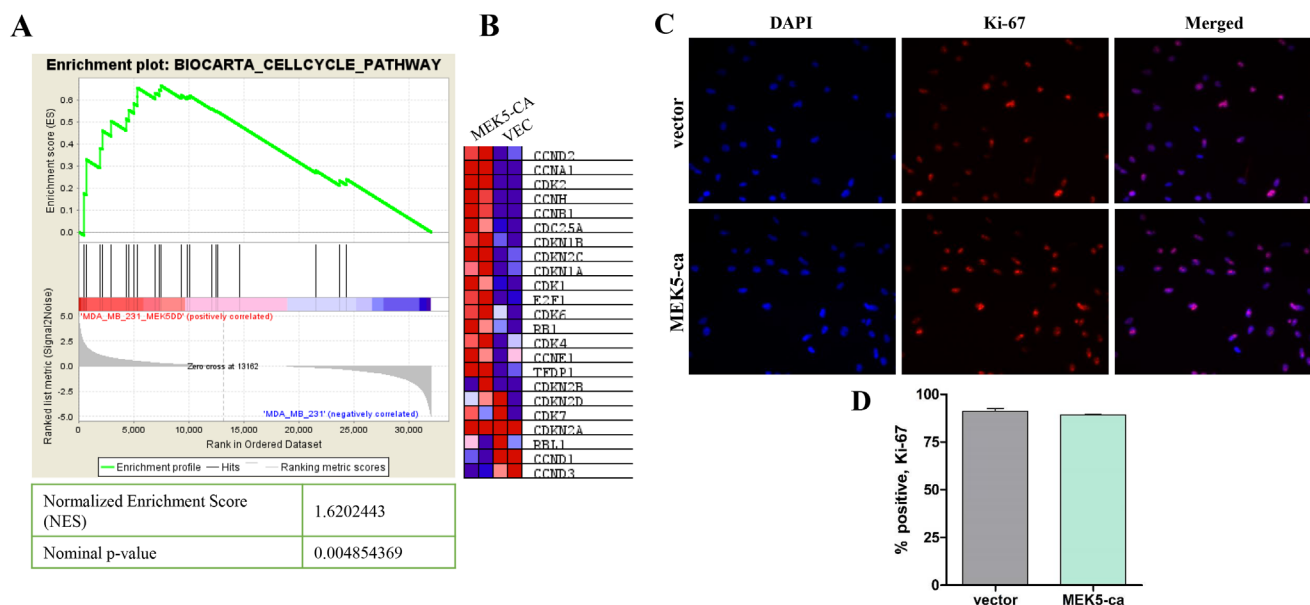 A
Enrichment plot: BIOCARTA_CELLCYCLE_PATHWAY
Enrichment score (ES)
0.6
0.5
0.4
0.3
0.2
0.1
0.0
5.0
2.5
0.0
-2.5
-5.0
Ranked list metric (Signal2Noise)
'MDA_MB_231_MEK5DD' (positively correlated)
Zero cross at 13162
'MDA_MB_231' (negatively correlated)
0 5,000 10,000 15,000 20,000 25,000 30,000
Rank in Ordered Dataset
Enrichment profile Hits Ranking metric scores
Normalized Enrichment Score
(NES)
1.6202443
Nominal p-value 0.004854369
B
MEK5-CA
VEC
CCND2
CCNA1
CDK2
CCNH
CCNB1
CDC25A
CDKN1B
CDKN2C
CDKN1A
CDK1
E2F1
CDK6
RB1
CDK4
CCNE1
TFDP1
CDKN2B
CDKN2D
CDK7
CDKN2A
RBL1
CCND1
CCND3
C
DAPI Ki-67 Merged
vector
MEK5-ca
D
% positive, Ki-67
100
75
50
25
0
vector MEK5-ca